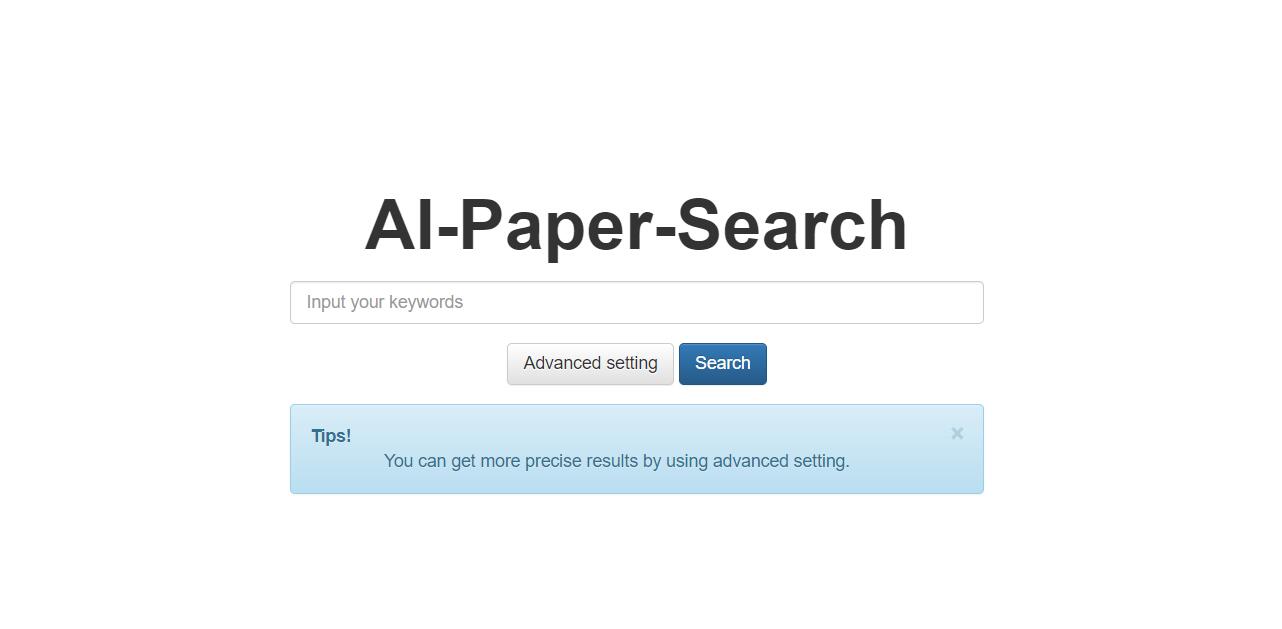 AI-Paper-Search
Input your keywords
Advanced setting Search
Tips! ×
You can get more precise results by using advanced setting.